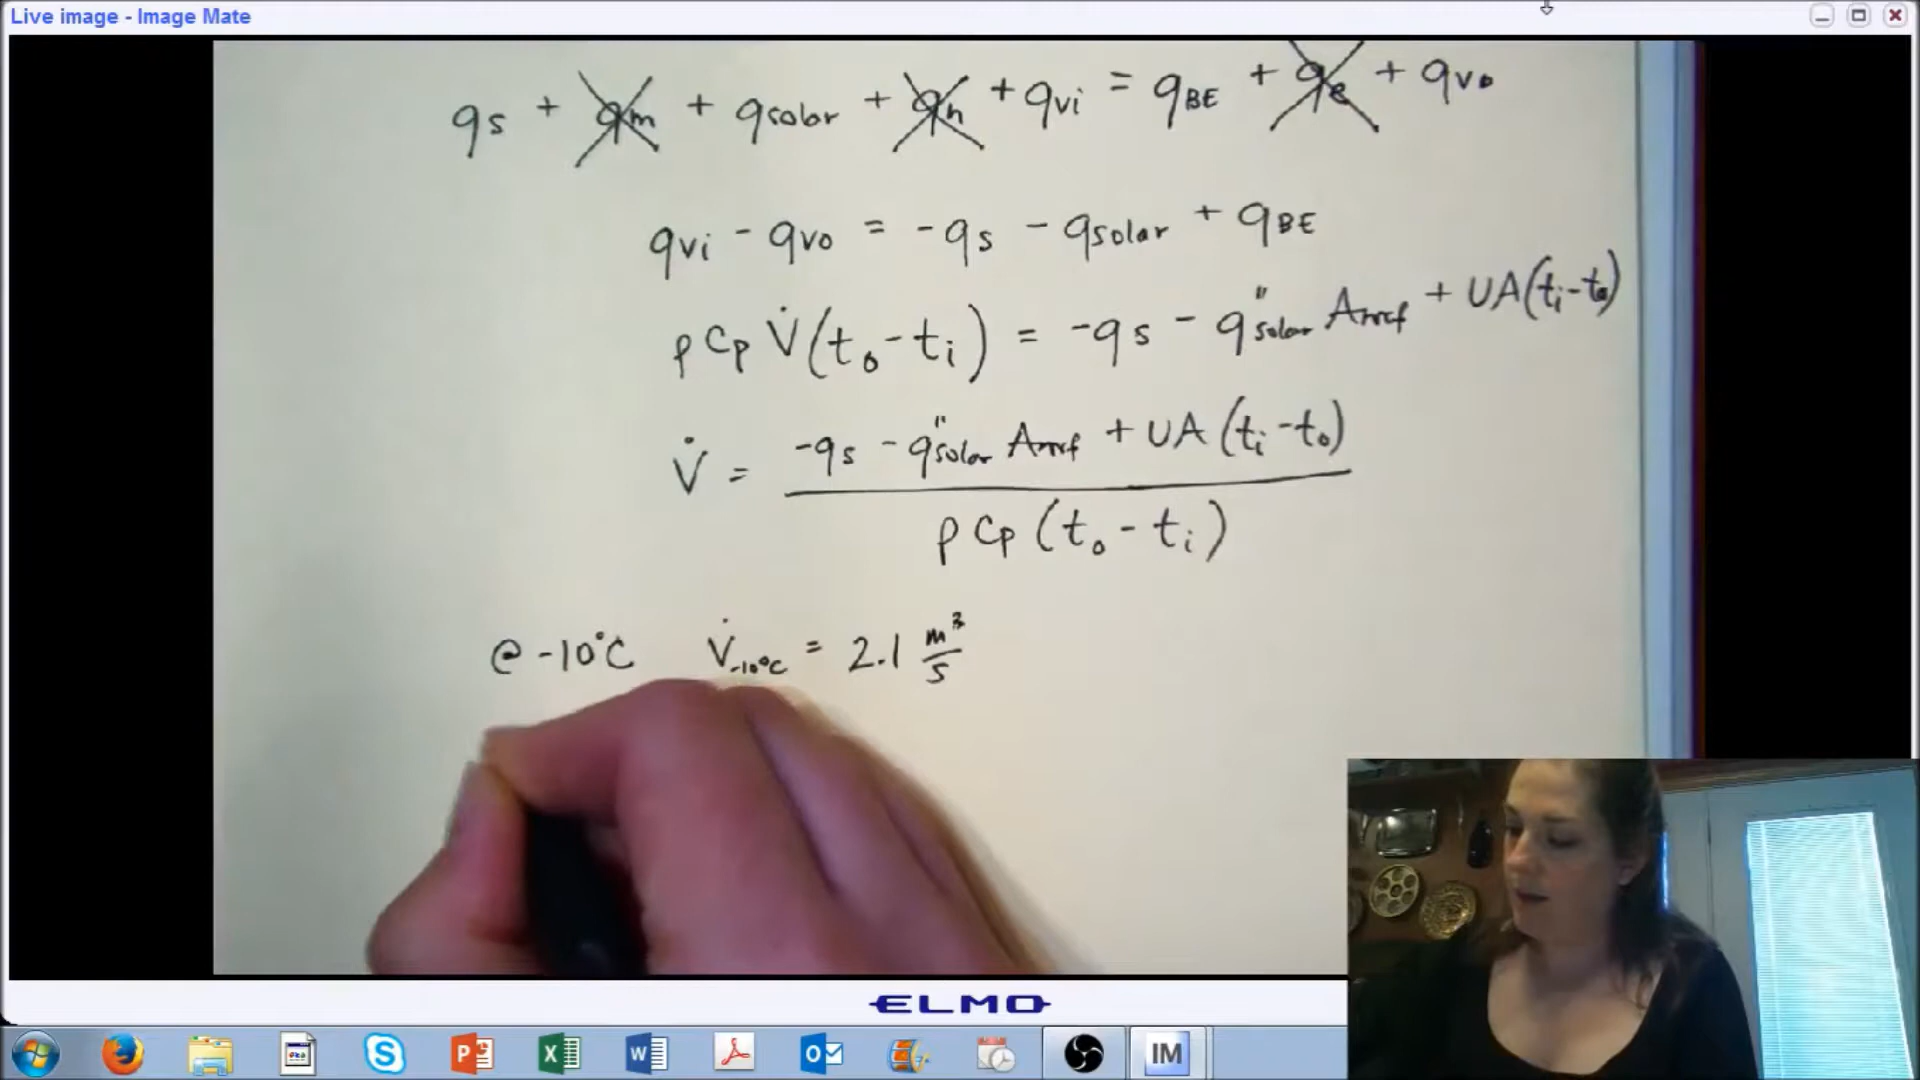 Live image - Image Mate
qs + qm + qsolar + qh + qvi = qBE + qe + qvo
qvi - qvo = -qs - qsolar + qBE
ρCpV̇(to-ti) = -qs - q"solar Aroof + UA(ti-to)
V̇ = -qs - q"solar Aroof + UA(ti-to)
ρCp(to-ti)
@ -10°C V̇-10°C = 2.1 m³/s
ELMO
IM